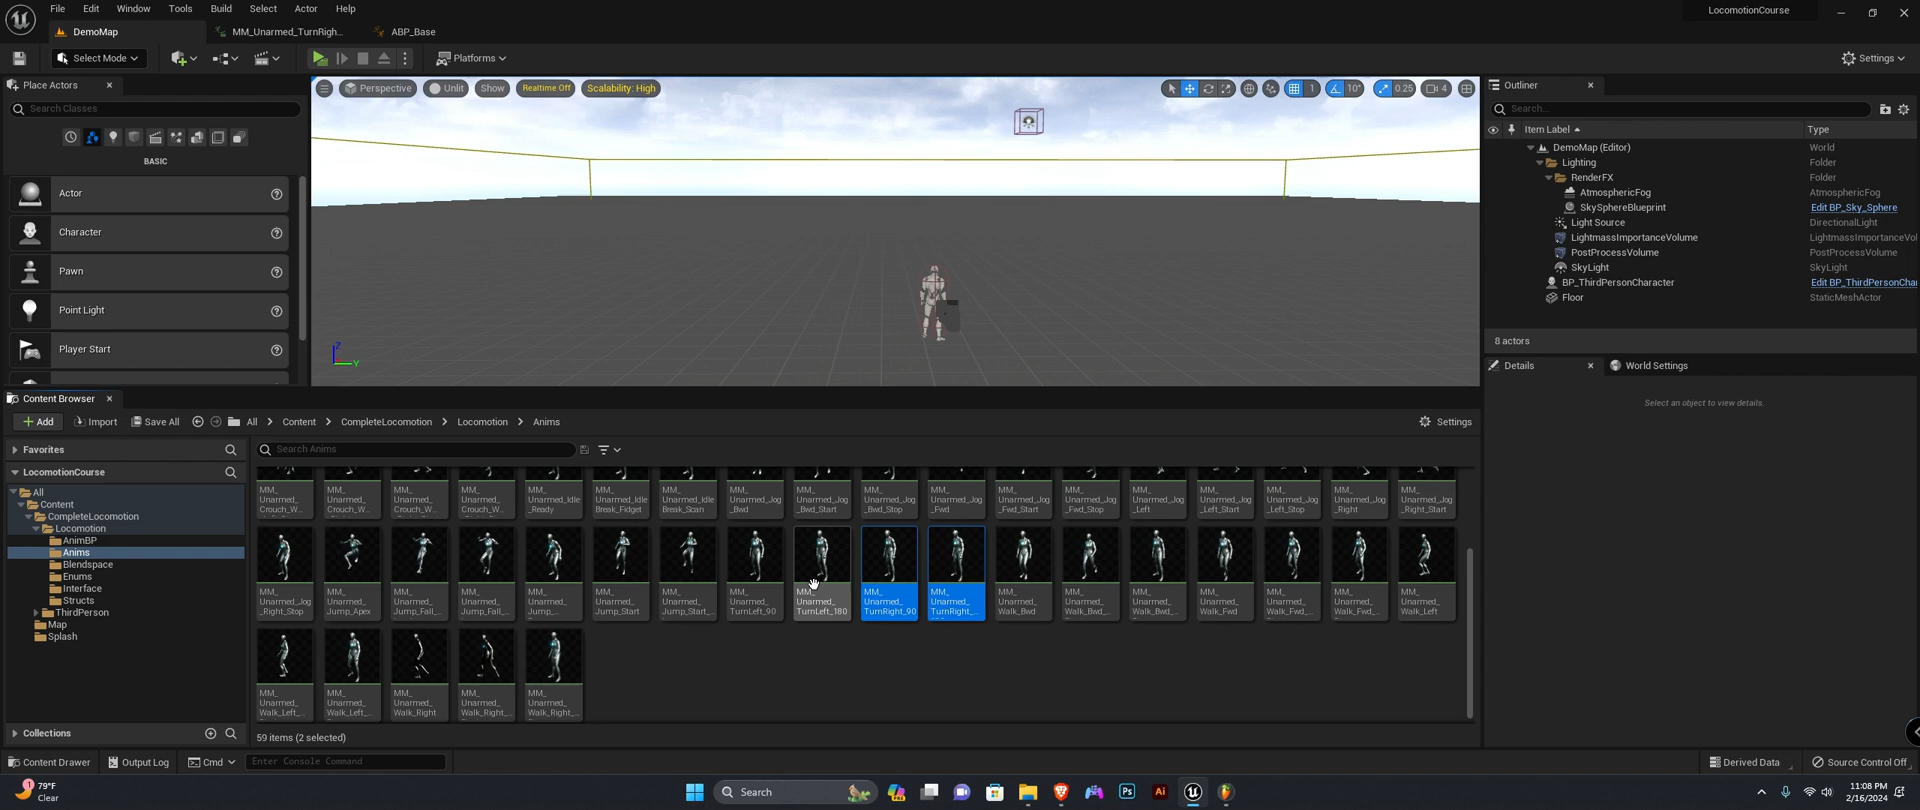 File Edit Window Tools Build Select Actor Help
LocomotionCourse
DemoMap MM_Unarmed_TurnRigh... ABP_Base
Select Mode Platforms Settings
Place Actors
Search Classes
BASIC
Actor
Character
Pawn
Point Light
Player Start
Perspective Unlit Show Realtime Off Scalability: High 1 10° 0.25 4
Z
Y
Outliner
Search...
Item Label Type
DemoMap (Editor) World
Lighting Folder
RenderFX Folder
AtmosphericFog AtmosphericFog
SkySphereBlueprint Edit BP_Sky_Sphere
Light Source DirectionalLight
LightmassImportanceVolume LightmassImportanceVol
PostProcessVolume PostProcessVolume
SkyLight SkyLight
BP_ThirdPersonCharacter Edit BP_ThirdPersonChar
Floor StaticMeshActor
8 actors
Details World Settings
Select an object to view details.
Content Browser
Add Import Save All All Content CompleteLocomotion Locomotion Anims Settings
Favorites
LocomotionCourse
All
Content
CompleteLocomotion
Locomotion
AnimBP
Anims
Blendspace
Enums
Interface
Structs
ThirdPerson
Map
Splash
Collections
Search Anims
MM_ MM_ MM_ MM_ MM_ MM_ MM_ MM_ MM_ MM_ MM_ MM_ MM_ MM_ MM_ MM_ MM_ MM_
Unarmed_ Unarmed_ Unarmed_ Unarmed_ Unarmed_Idle Unarmed_Idle Unarmed_Idle Unarmed_Jog Unarmed_Jog Unarmed_Jog Unarmed_Jog Unarmed_Jog Unarmed_Jog Unarmed_Jog Unarmed_Jog Unarmed_Jog Unarmed_Jog Unarmed_Jog
Crouch_W... Crouch_W... Crouch_W... Crouch_W... _Ready Break_Fidget Break_Scan _Bwd _Bwd_Start _Bwd_Stop _Fwd _Fwd_Start _Fwd_Stop _Left _Left_Start _Left_Stop _Right _Right_Start
MM_ MM_ MM_ MM_ MM_ MM_ MM_ MM_ MM_ MM_ MM_ MM_ MM_ MM_ MM_ MM_ MM_ MM_
Unarmed_Jog Unarmed_ Unarmed_ Unarmed_ Unarmed_ Unarmed_ Unarmed_ Unarmed_ Unarmed_ Unarmed_ Unarmed_ Unarmed_ Unarmed_ Unarmed_ Unarmed_ Unarmed_ Unarmed_ Unarmed_
_Right_Stop Jump_Apex Jump_Fall_... Jump_Fall_... Jump_... Jump_Start Jump_Start_... TurnLeft_90 TurnLeft_180 TurnRight_90 TurnRight_... Walk_Bwd Walk_Bwd_... Walk_Bwd_... Walk_Fwd Walk_Fwd_... Walk_Fwd_... Walk_Left
MM_ MM_ MM_ MM_ MM_
Unarmed_ Unarmed_ Unarmed_ Unarmed_ Unarmed_
Walk_Left_... Walk_Left_... Walk_Right Walk_Right_... Walk_Right_...
59 items (2 selected)
Content Drawer Output Log Cmd Enter Console Command Derived Data Source Control Off
1
79°F
Clear
Search
PRE
Ps
Ai
11:08 PM
2/16/2024